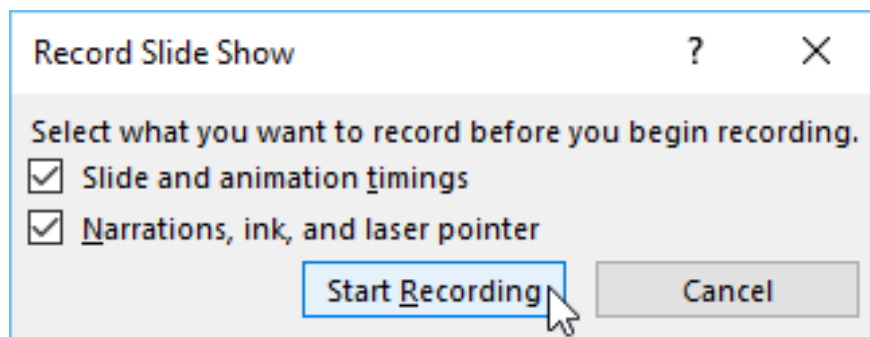 Record Slide Show ?
Select what you want to record before you begin recording.
Slide and animation timings
Narrations, ink, and laser pointer
Start Recording Cancel